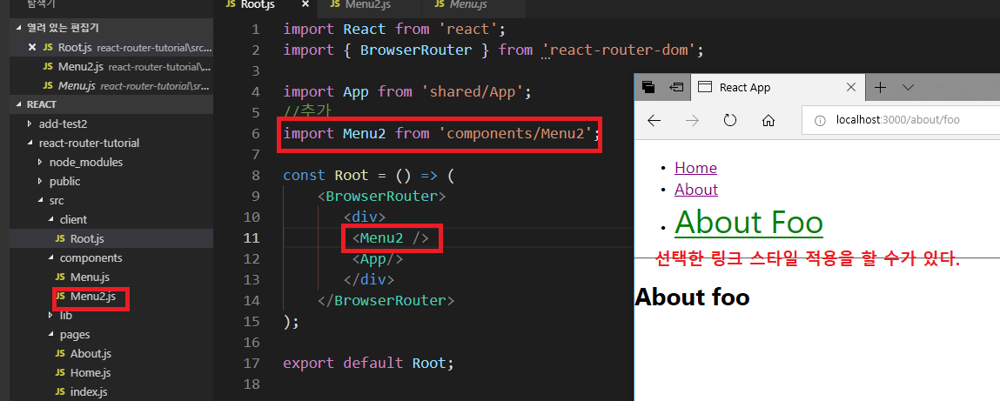 탐색기
열려 있는 편집기
JS Root.js react-router-tutorial\src...
JS Menu2.js react-router-tutorial\...
JS Menu.js react-router-tutorial\sr...
REACT
add-test2
react-router-tutorial
node_modules
public
src
client
JS Root.js
components
JS Menu.js
JS Menu2.js
lib
pages
JS About.js
JS Home.js
JS index.js
JS Root.js
JS Menu2.js
JS Menu.js
1 import React from 'react';
2 import { BrowserRouter } from 'react-router-dom';
3
4 import App from 'shared/App';
5 //추가
6 import Menu2 from 'components/Menu2';
7
8 const Root = () => (
9 <BrowserRouter>
10 <div>
11 <Menu2 />
12 <App/>
13 </div>
14 </BrowserRouter>
15 );
16
17 export default Root;
18
React App
localhost:3000/about/foo
Home
About
About Foo
선택한 링크 스타일 적용을 할 수가 있다.
About foo